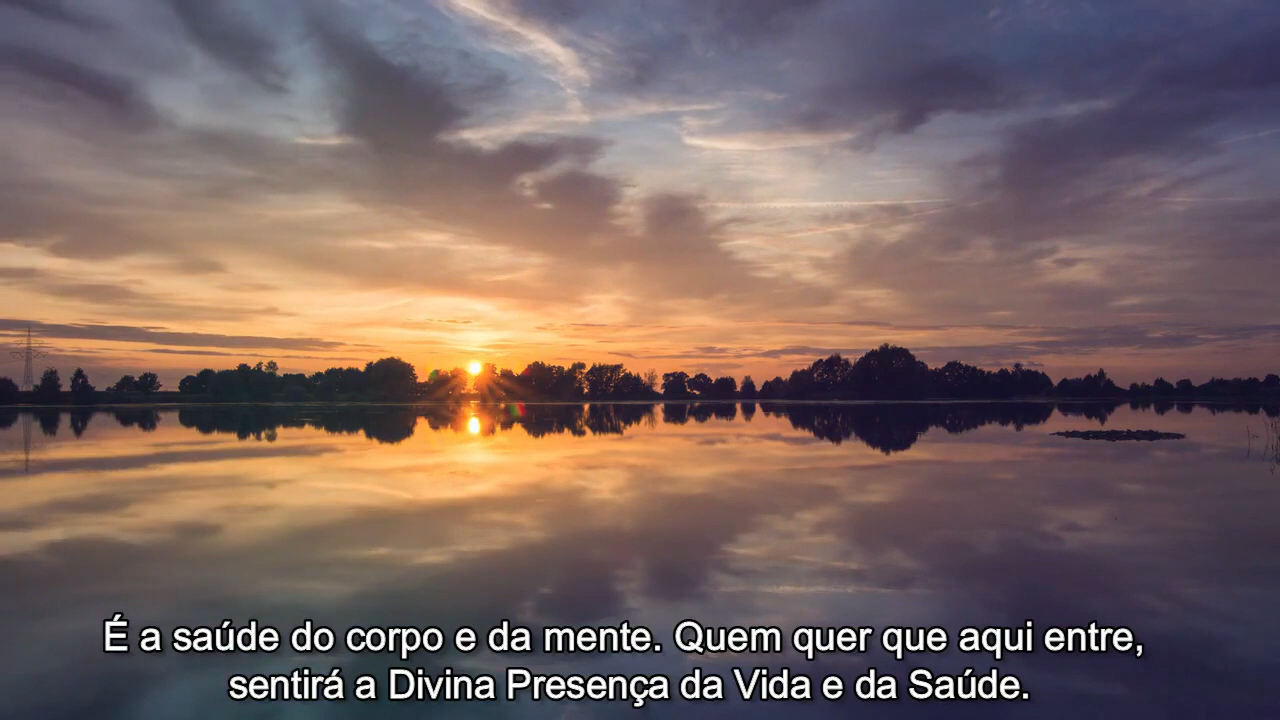 É a saúde do corpo e da mente. Quem quer que aqui entre,
sentirá a Divina Presença da Vida e da Saúde.